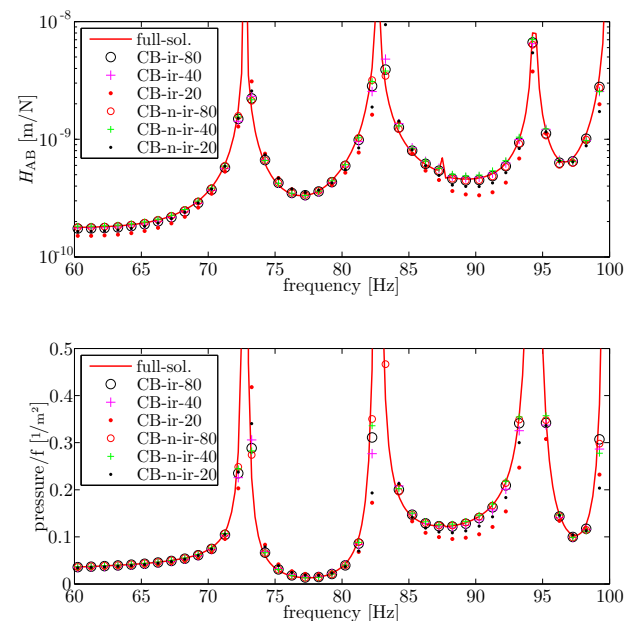 10^-8
10^-9
10^-10
H_AB [m/N]
full-sol.
CB-ir-80
CB-ir-40
CB-ir-20
CB-n-ir-80
CB-n-ir-40
CB-n-ir-20
60 65 70 75 80 85 90 95 100
frequency [Hz]
0.5
0.4
0.3
0.2
0.1
0
pressure/f [1/m²]
full-sol.
CB-ir-80
CB-ir-40
CB-ir-20
CB-n-ir-80
CB-n-ir-40
CB-n-ir-20
60 65 70 75 80 85 90 95 100
frequency [Hz]